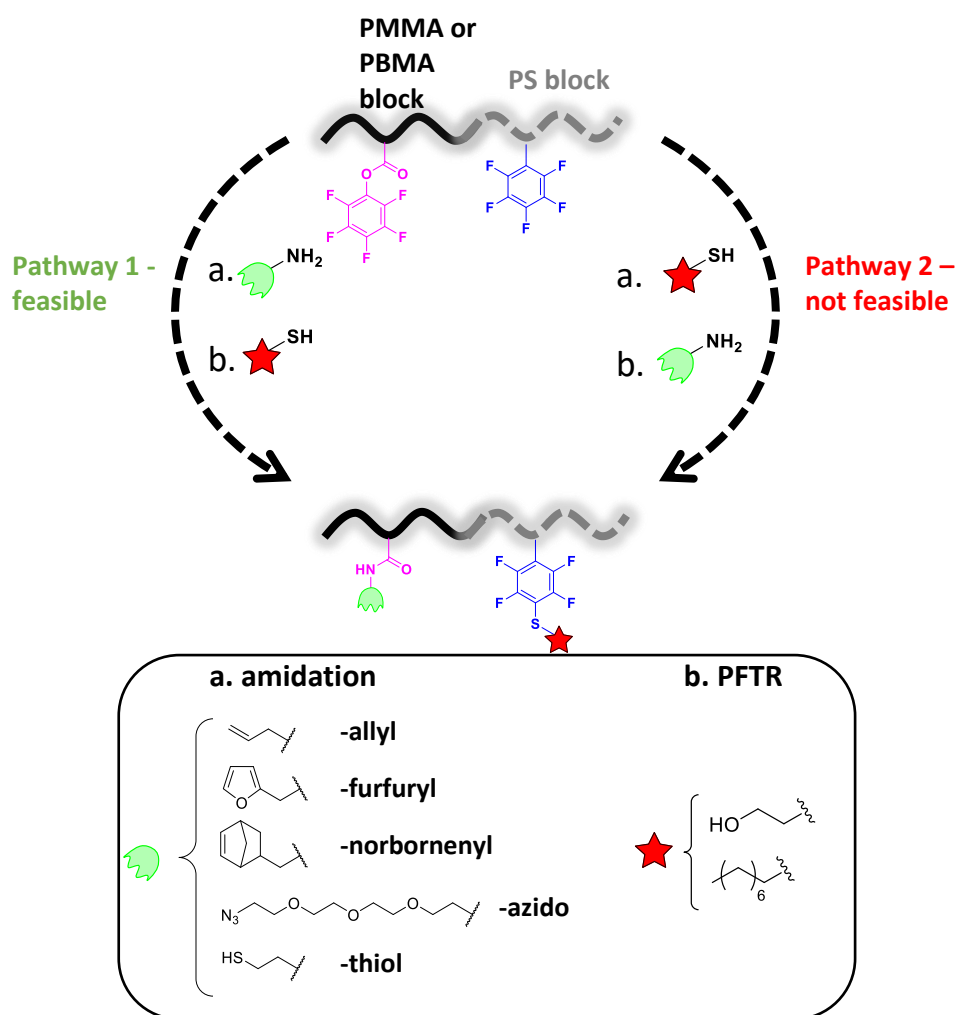 PMMA or
PBMA
block
PS block
O
O
F
F
F
F
F
F
F
F
F
F
Pathway 1 -
feasible
a.
NH2
b.
SH
a.
SH
b.
NH2
Pathway 2 –
not feasible
HN
O
F
F
F
F
S
a. amidation
b. PFTR
-allyl
O
-furfuryl
-norbornenyl
N3
O
O
O
-azido
HS
-thiol
HO
6